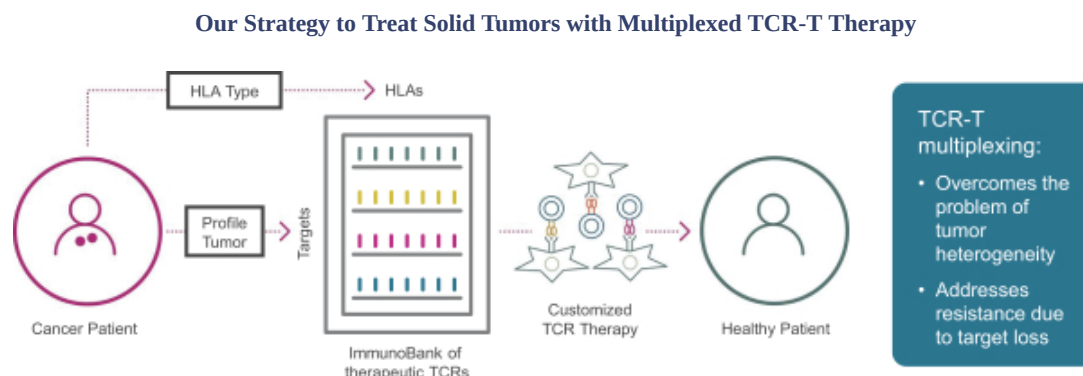 Our Strategy to Treat Solid Tumors with Multiplexed TCR-T Therapy
HLA Type
HLAs
Profile
Tumor
Targets
Cancer Patient
ImmunoBank of
therapeutic TCRs
Customized
TCR Therapy
Healthy Patient
TCR-T
multiplexing:
• Overcomes the
problem of
tumor
heterogeneity
• Addresses
resistance due
to target loss